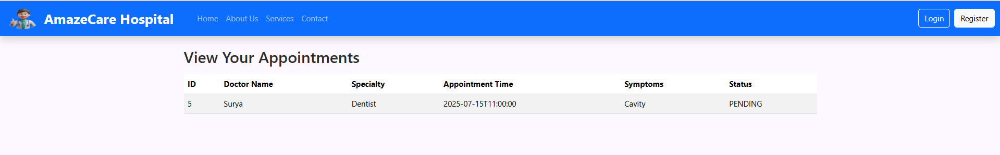 AmazeCare Hospital Home About Us Services Contact Login Register
View Your Appointments
ID Doctor Name Specialty Appointment Time Symptoms Status
5 Surya Dentist 2025-07-15T11:00:00 Cavity PENDING